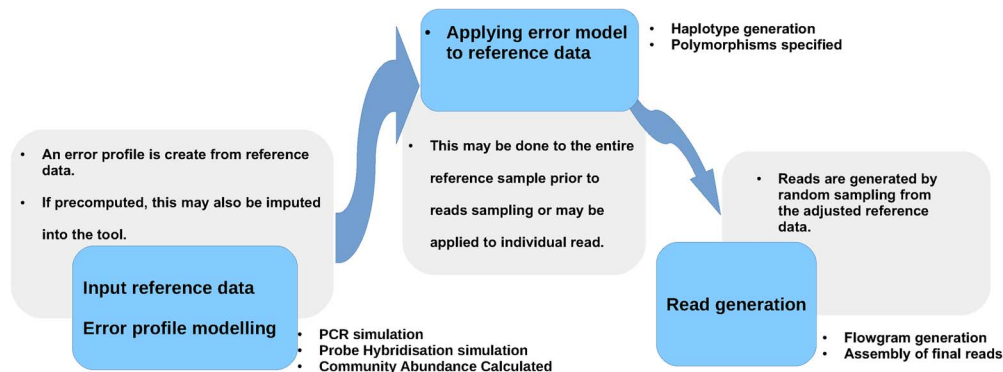 • An error profile is create from reference
data.
• If precomputed, this may also be imputed
into the tool.
Input reference data
Error profile modelling
• PCR simulation
• Probe Hybridisation simulation
• Community Abundance Calculated
• Applying error model
to reference data
• Haplotype generation
• Polymorphisms specified
• This may be done to the entire
reference sample prior to
reads sampling or may be
applied to individual read.
• Reads are generated by
random sampling from
the adjusted reference
data.
Read generation
• Flowgram generation
• Assembly of final reads